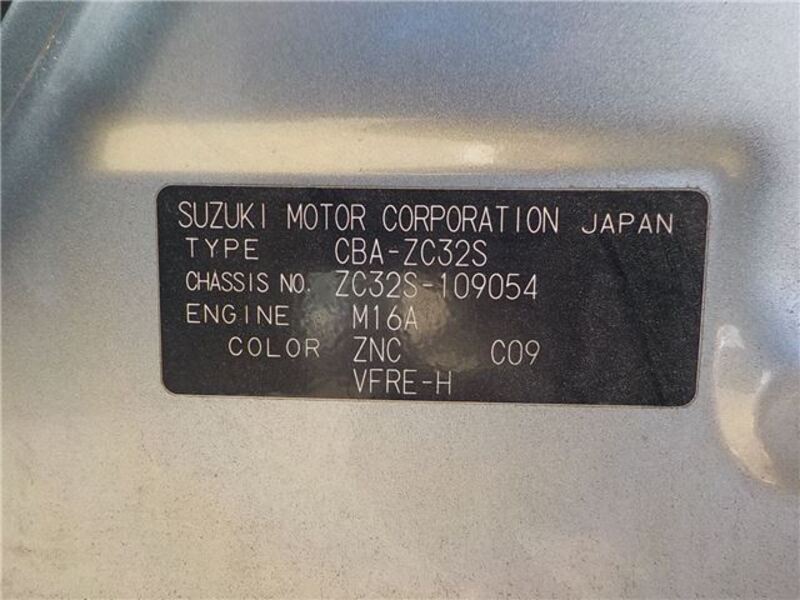 SUZUKI MOTOR CORPORATION JAPAN
TYPE CBA-ZC32S
CHASSIS NO. ZC32S-109054
ENGINE M16A
COLOR ZNC C09
VFRE-H